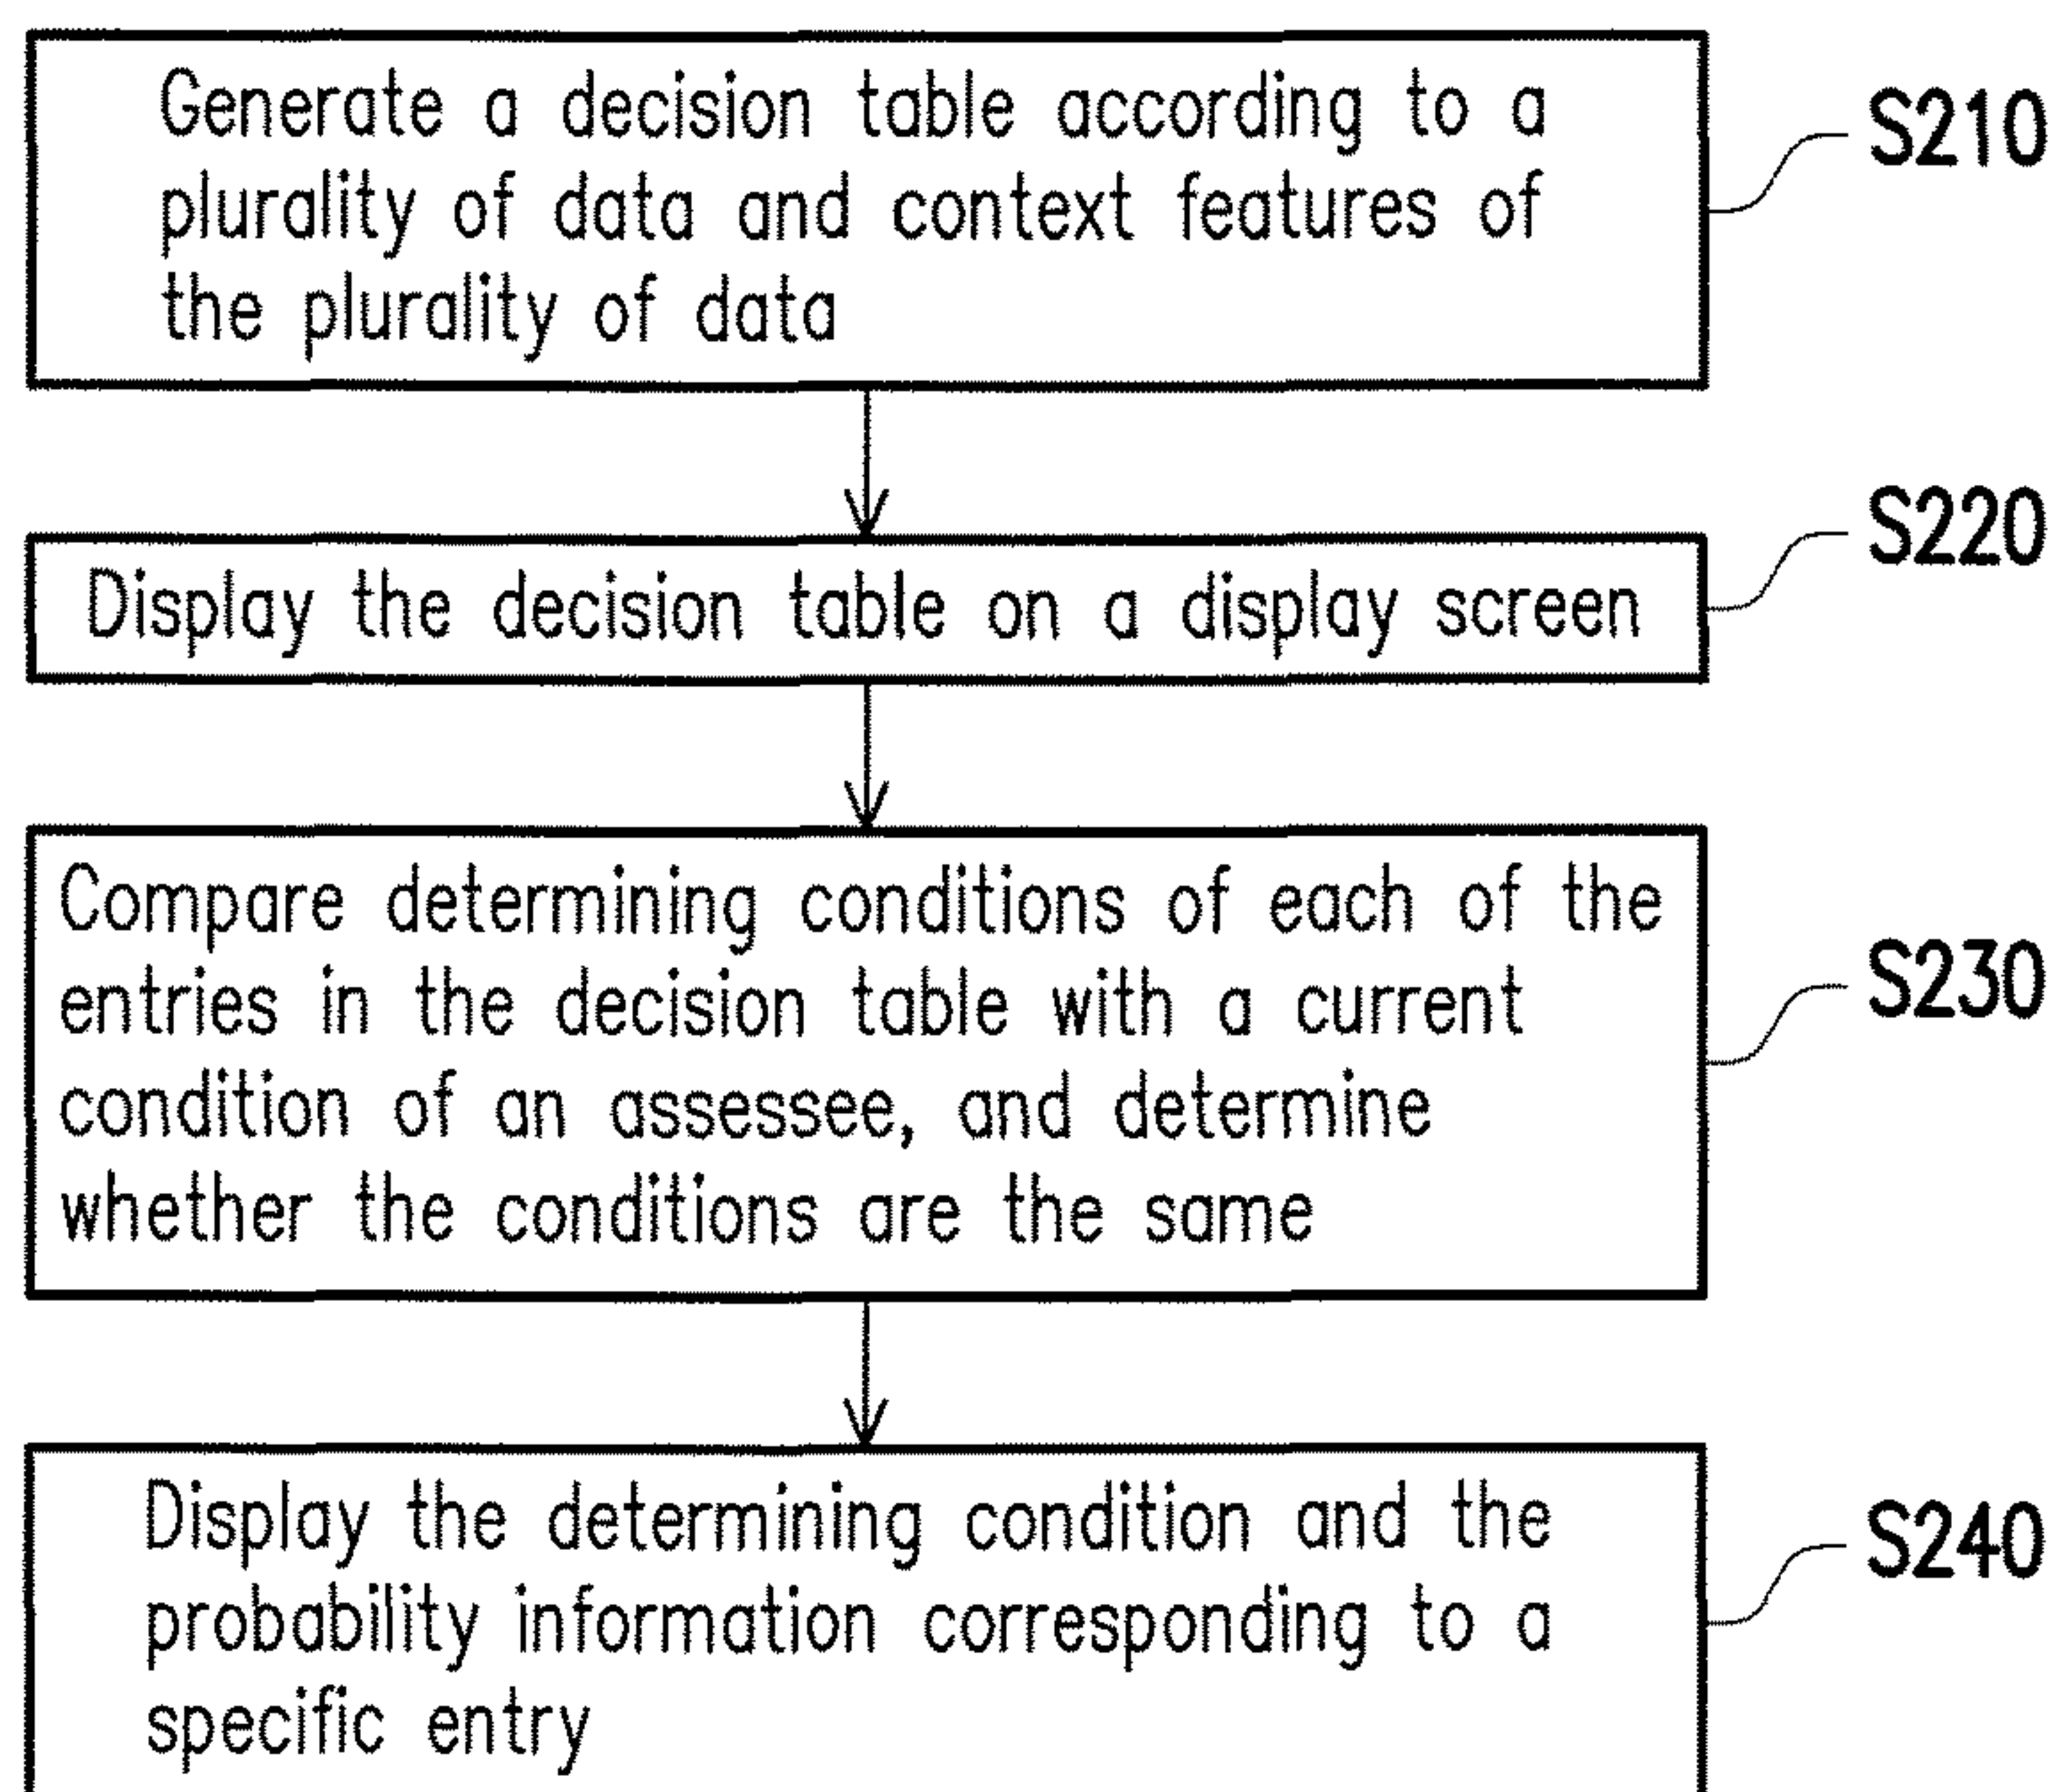 Generate a decision table according to a
plurality of data and context features of
the plurality of data
S210
Display the decision table on a display screen
S220
Compare determining conditions of each of the
entries in the decision table with a current
condition of an assessee, and determine
whether the conditions are the same
S230
Display the determining condition and the
probability information corresponding to a
specific entry
S240